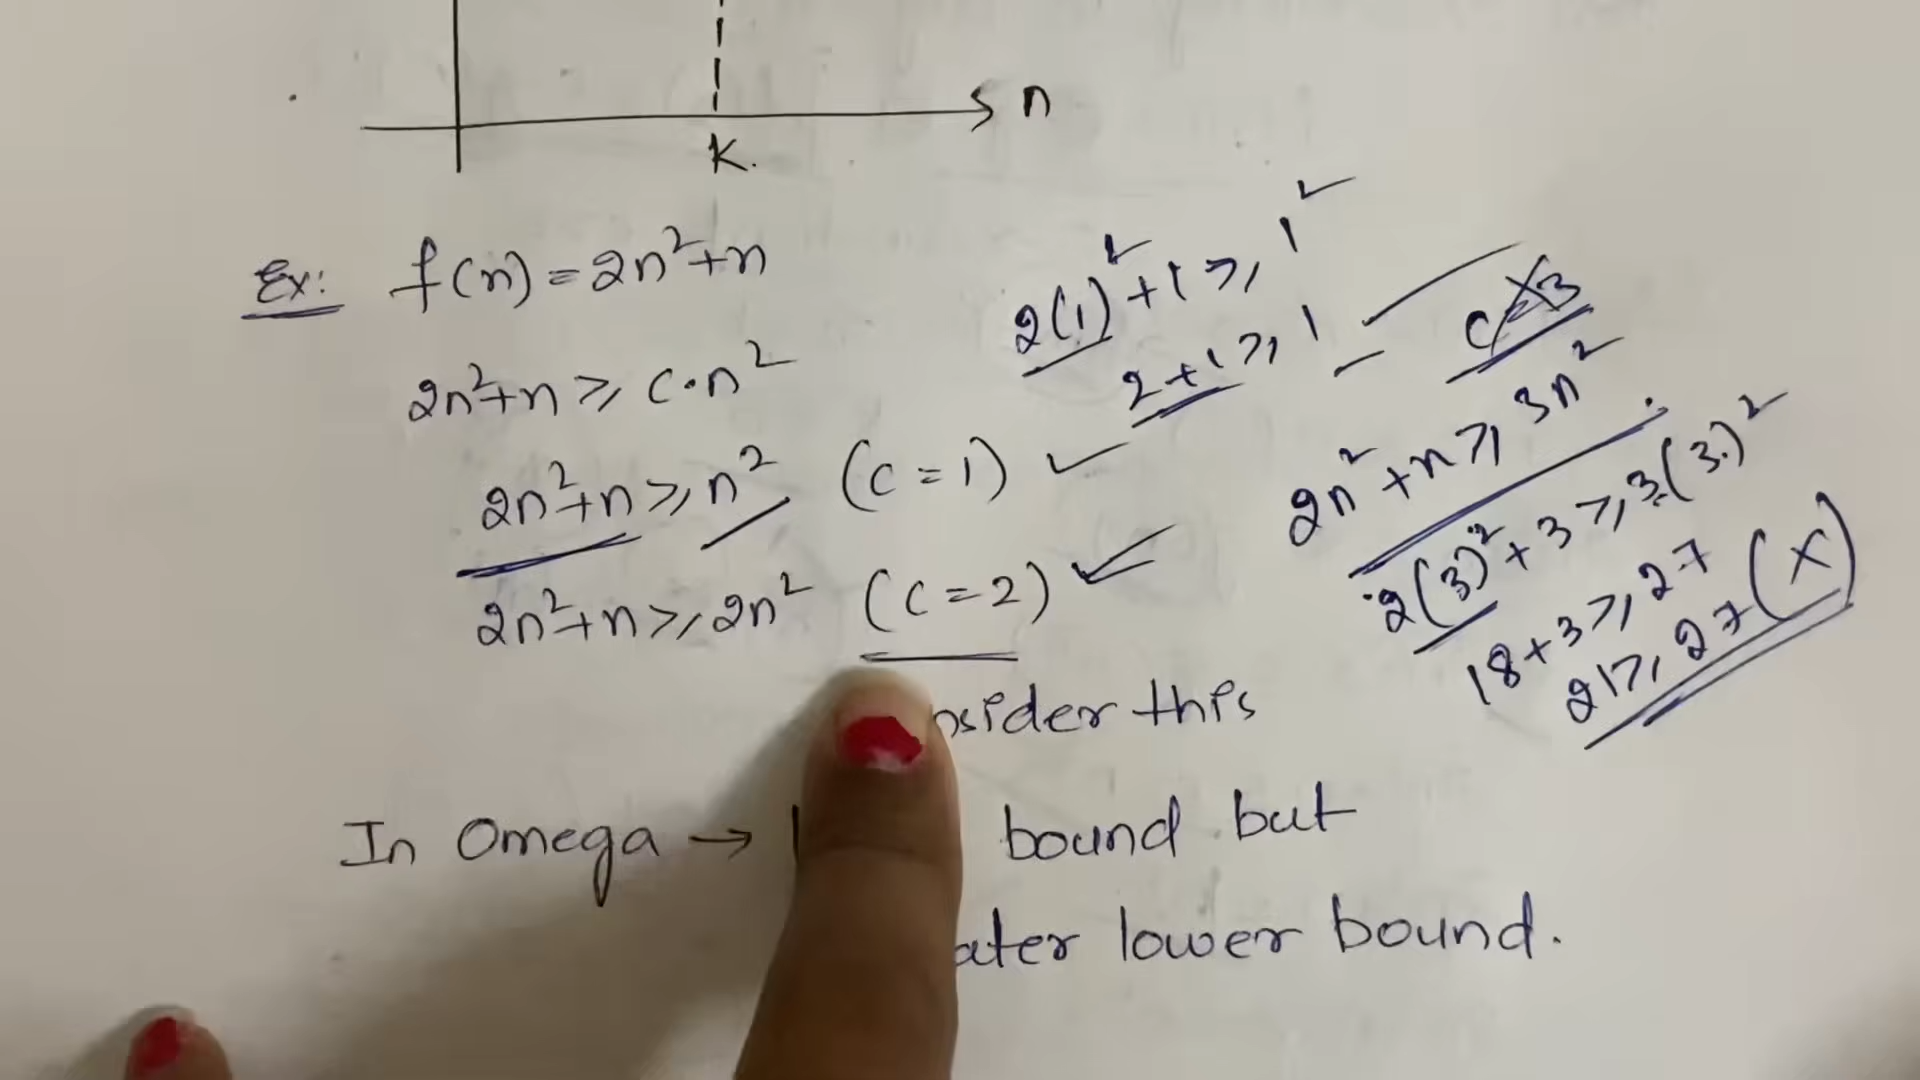 n
K.
Ex: f(n) = 2n²+n
2n²+n ≥ c·n²
2n²+n ≥ n² (c = 1) ✓
2n²+n ≥ 2n² (c = 2) ✓
this
In Omega → bound but
lower bound.
2(1)²+1 ≥ 1²
2+1 ≥ 1
c=3
2n²+n ≥ 3n²
2(3)²+3 ≥ 3.(3)²
18+3 ≥ 27
21 ≥ 27 (X)